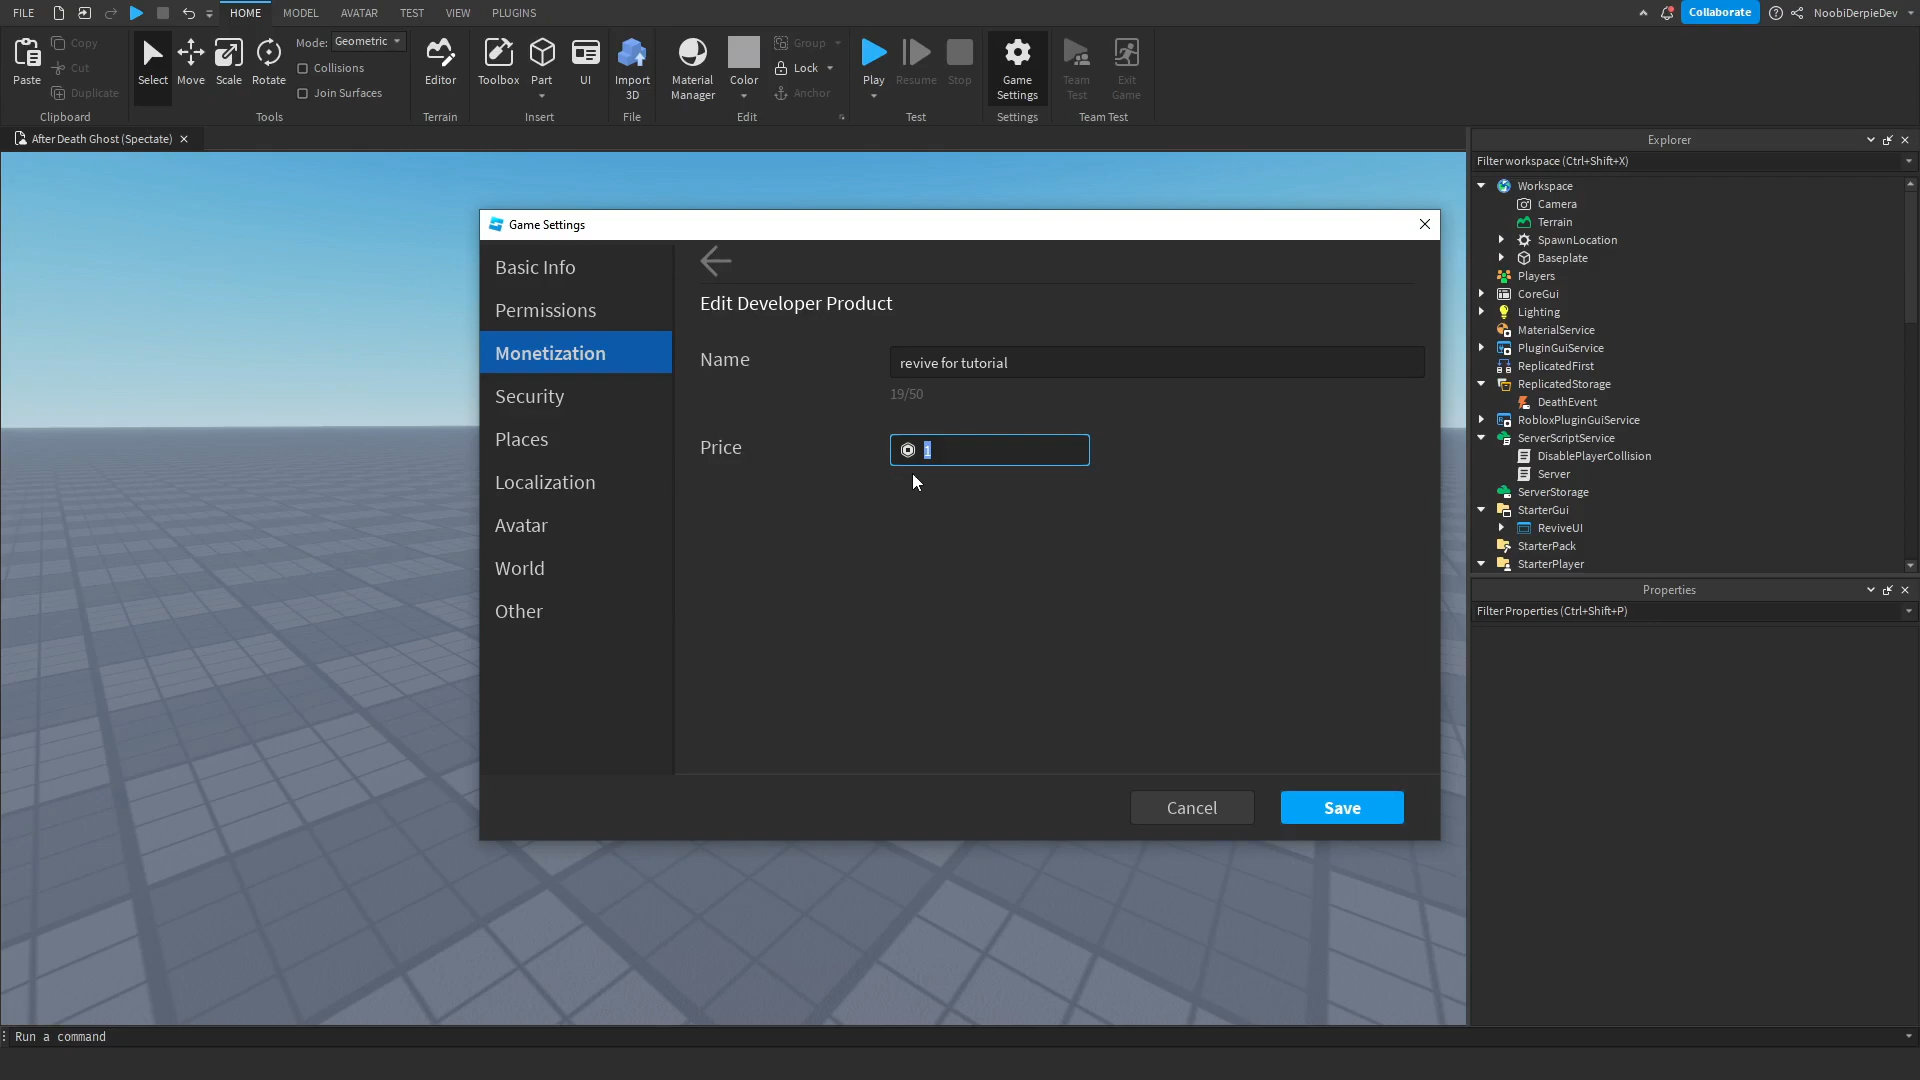 FILE HOME MODEL AVATAR TEST VIEW PLUGINS Collaborate NoobiDerpieDev
Paste Copy Cut Duplicate
Clipboard
Select Move Scale Rotate
Mode: Geometric
Collisions
Join Surfaces
Tools
Editor
Terrain
Toolbox Part UI
Insert
Import 3D
File
Material Manager Color
Group
Lock
Anchor
Edit
Play Resume Stop
Test
Game Settings
Settings
Team Test Exit Game
Team Test
After Death Ghost (Spectate)
Game Settings
Basic Info
Permissions
Monetization
Security
Places
Localization
Avatar
World
Other
Edit Developer Product
Name revive for tutorial
19/50
Price 1
Cancel Save
Explorer
Filter workspace (Ctrl+Shift+X)
Workspace
Camera
Terrain
SpawnLocation
Baseplate
Players
CoreGui
Lighting
MaterialService
PluginGuiService
ReplicatedFirst
ReplicatedStorage
DeathEvent
RobloxPluginGuiService
ServerScriptService
DisablePlayerCollision
Server
ServerStorage
StarterGui
ReviveUI
StarterPack
StarterPlayer
Properties
Filter Properties (Ctrl+Shift+P)
Run a command